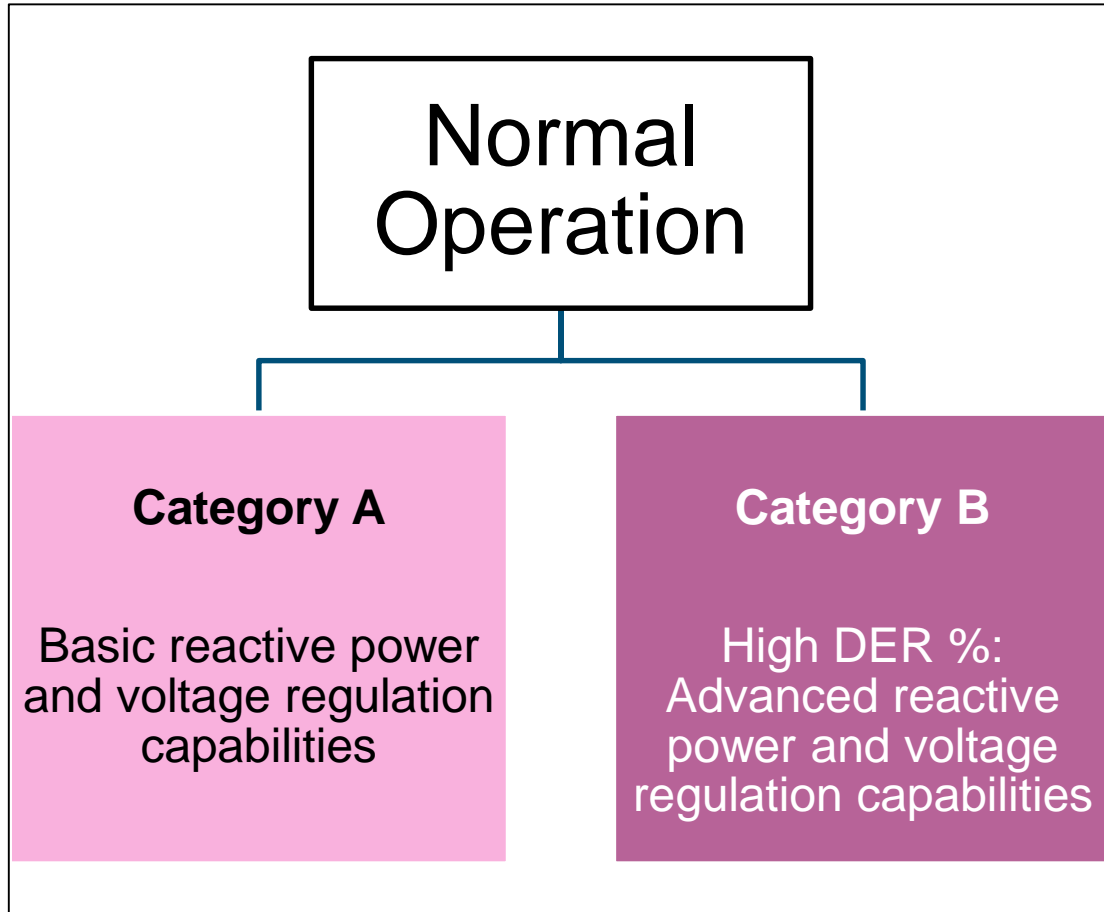 Normal
Operation
Category A
Basic reactive power
and voltage regulation
capabilities
Category B
High DER %:
Advanced reactive
power and voltage
regulation capabilities